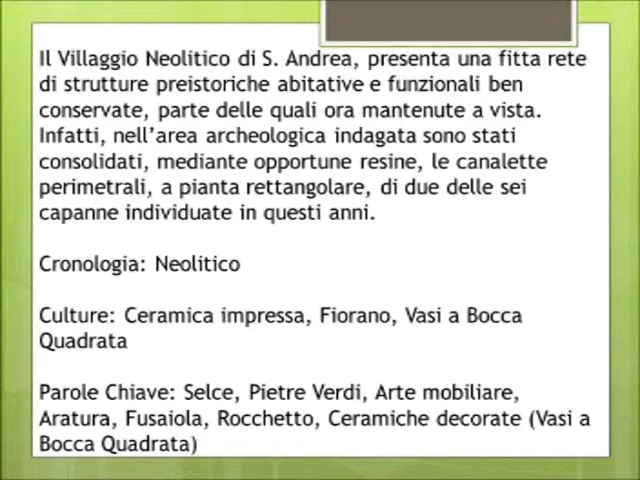 Il Villaggio Neolitico di S. Andrea, presenta una fitta rete
di strutture preistoriche abitative e funzionali ben
conservate, parte delle quali ora mantenute a vista.
Infatti, nell'area archeologica indagata sono stati
consolidati, mediante opportune resine, le canalette
perimetrali, a pianta rettangolare, di due delle sei
capanne individuate in questi anni.
Cronologia: Neolitico
Culture: Ceramica impressa, Fiorano, Vasi a Bocca
Quadrata
Parole Chiave: Selce, Pietre Verdi, Arte mobiliare,
Aratura, Fusaiola, Rocchetto, Ceramiche decorate (Vasi a
Bocca Quadrata)